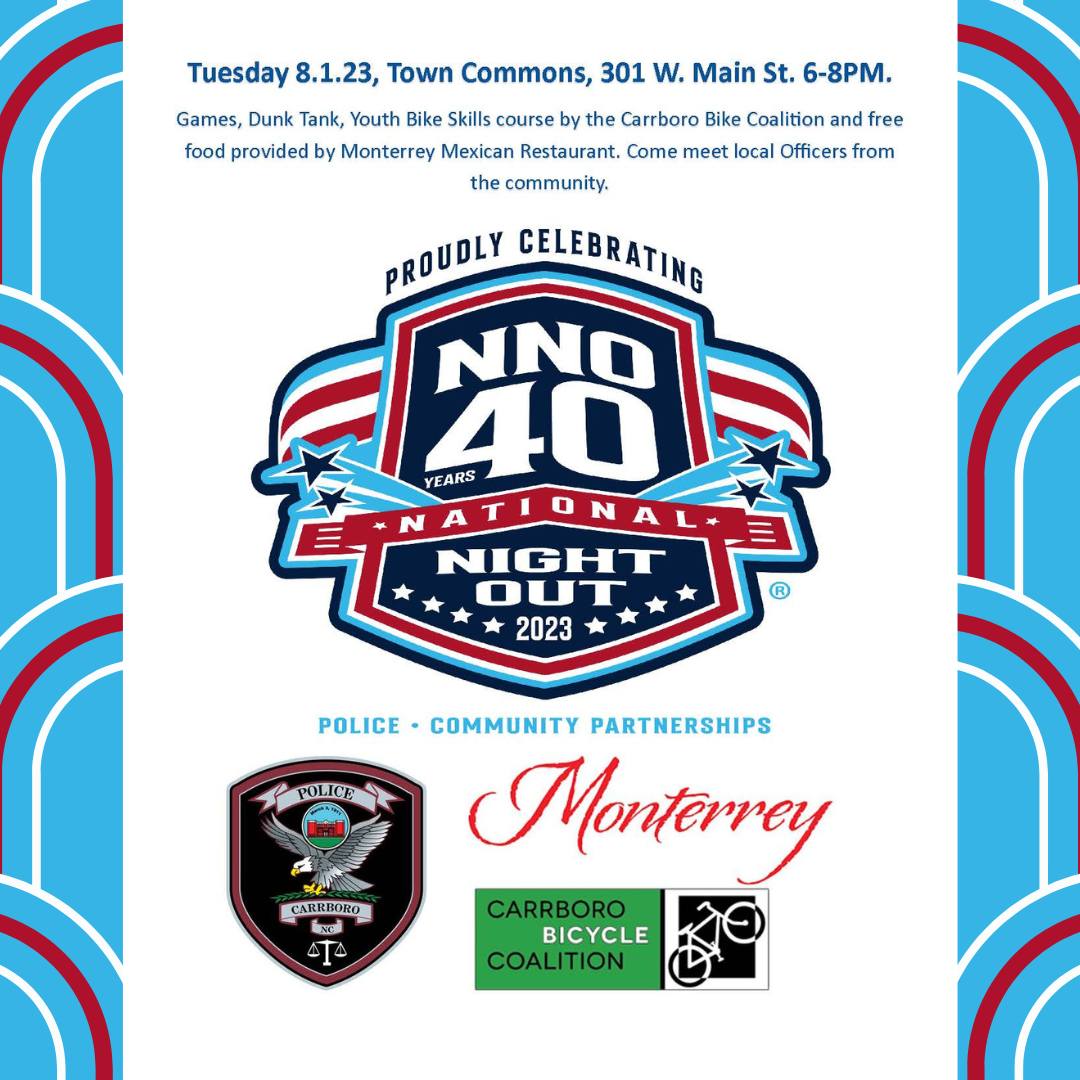 Tuesday 8.1.23, Town Commons, 301 W. Main St. 6-8PM.
Games, Dunk Tank, Youth Bike Skills course by the Carrboro Bike Coalition and free
food provided by Monterrey Mexican Restaurant. Come meet local Officers from
the community.
PROUDLY CELEBRATING
NNO
40
YEARS
NATIONAL
NIGHT
OUT
2023
®
POLICE • COMMUNITY PARTNERSHIPS
POLICE
March 3, 1911
CARRBORO
NC
Monterrey
CARRBORO
BICYCLE
COALITION